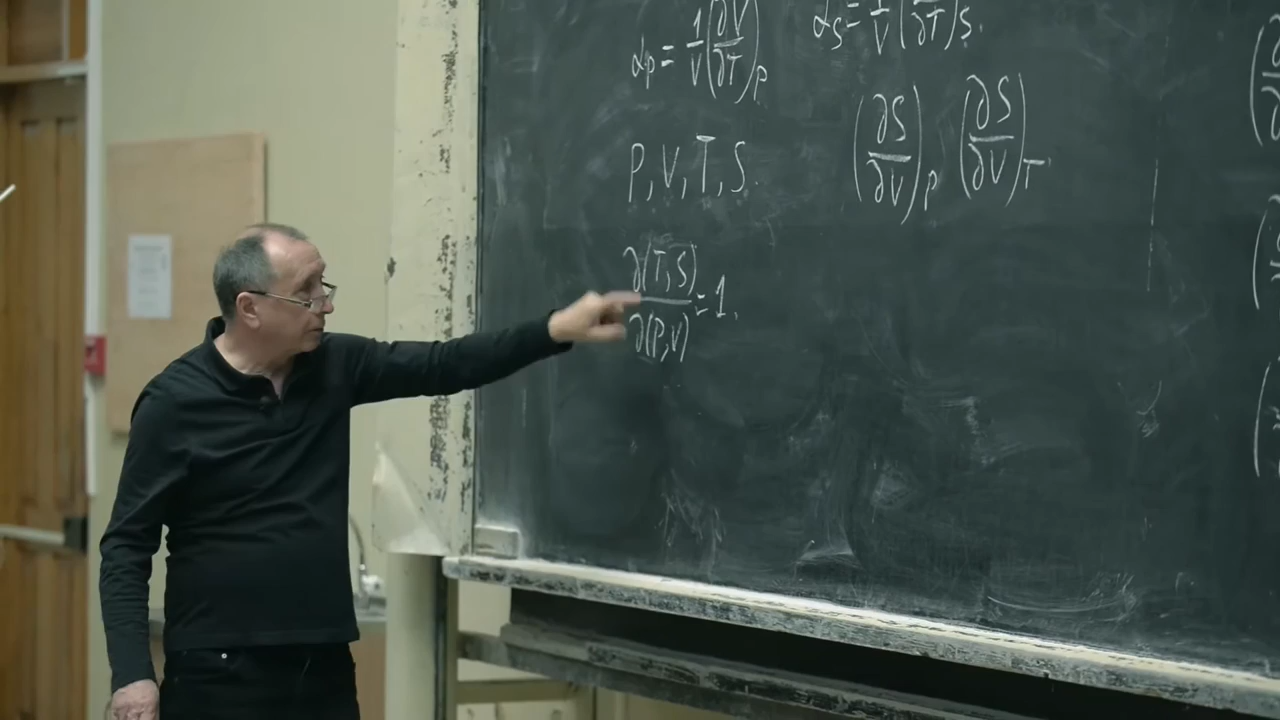 αp = 1/V (∂V/∂T)P
αs = 1/V (∂T)s.
P, V, T, S.
(∂S/∂V)P (∂S/∂V)T
∂(T,S)/∂(P,V) = 1.